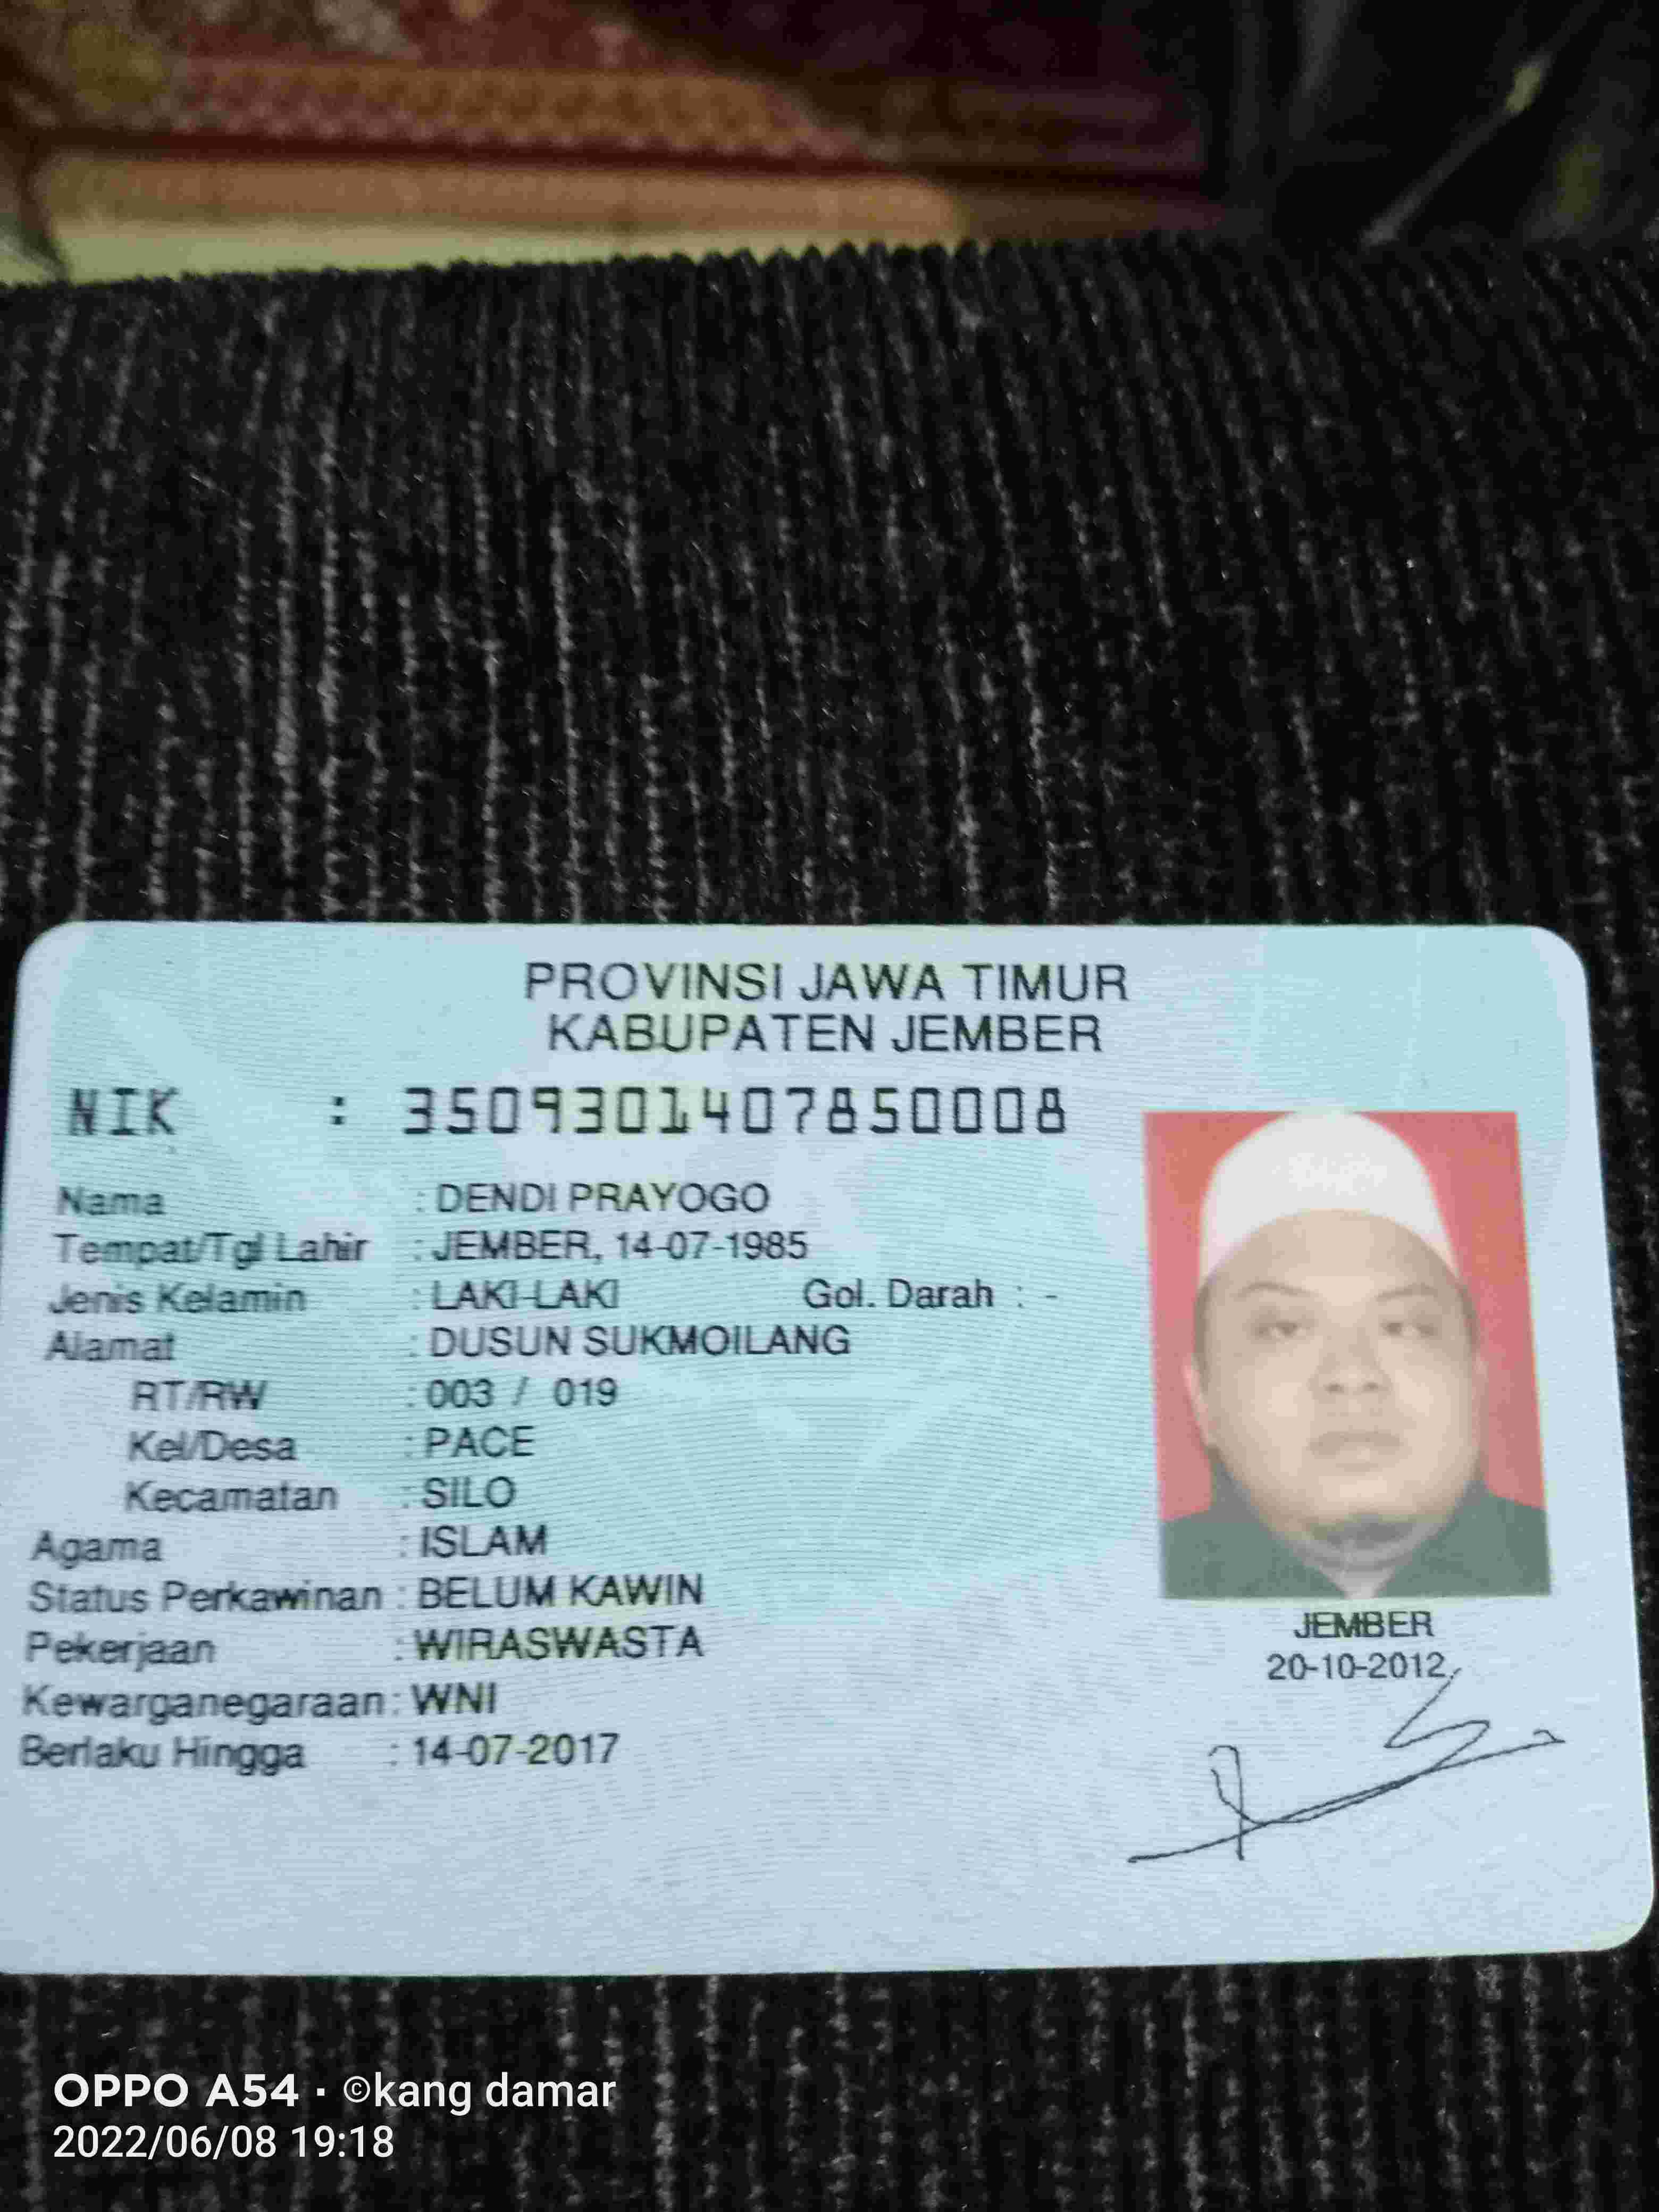 PROVINSI JAWA TIMUR
KABUPATEN JEMBER
NIK : 3509301407850008
Nama : DENDI PRAYOGO
Tempat/Tgl Lahir : JEMBER, 14-07-1985
Jenis Kelamin : LAKI-LAKI Gol. Darah : -
Alamat : DUSUN SUKMOILANG
RT/RW : 003 / 019
Kel/Desa : PACE
Kecamatan : SILO
Agama : ISLAM
Status Perkawinan : BELUM KAWIN
Pekerjaan : WIRASWASTA
Kewarganegaraan : WNI
Berlaku Hingga : 14-07-2017
JEMBER
20-10-2012
OPPO A54 · ©kang damar
2022/06/08 19:18